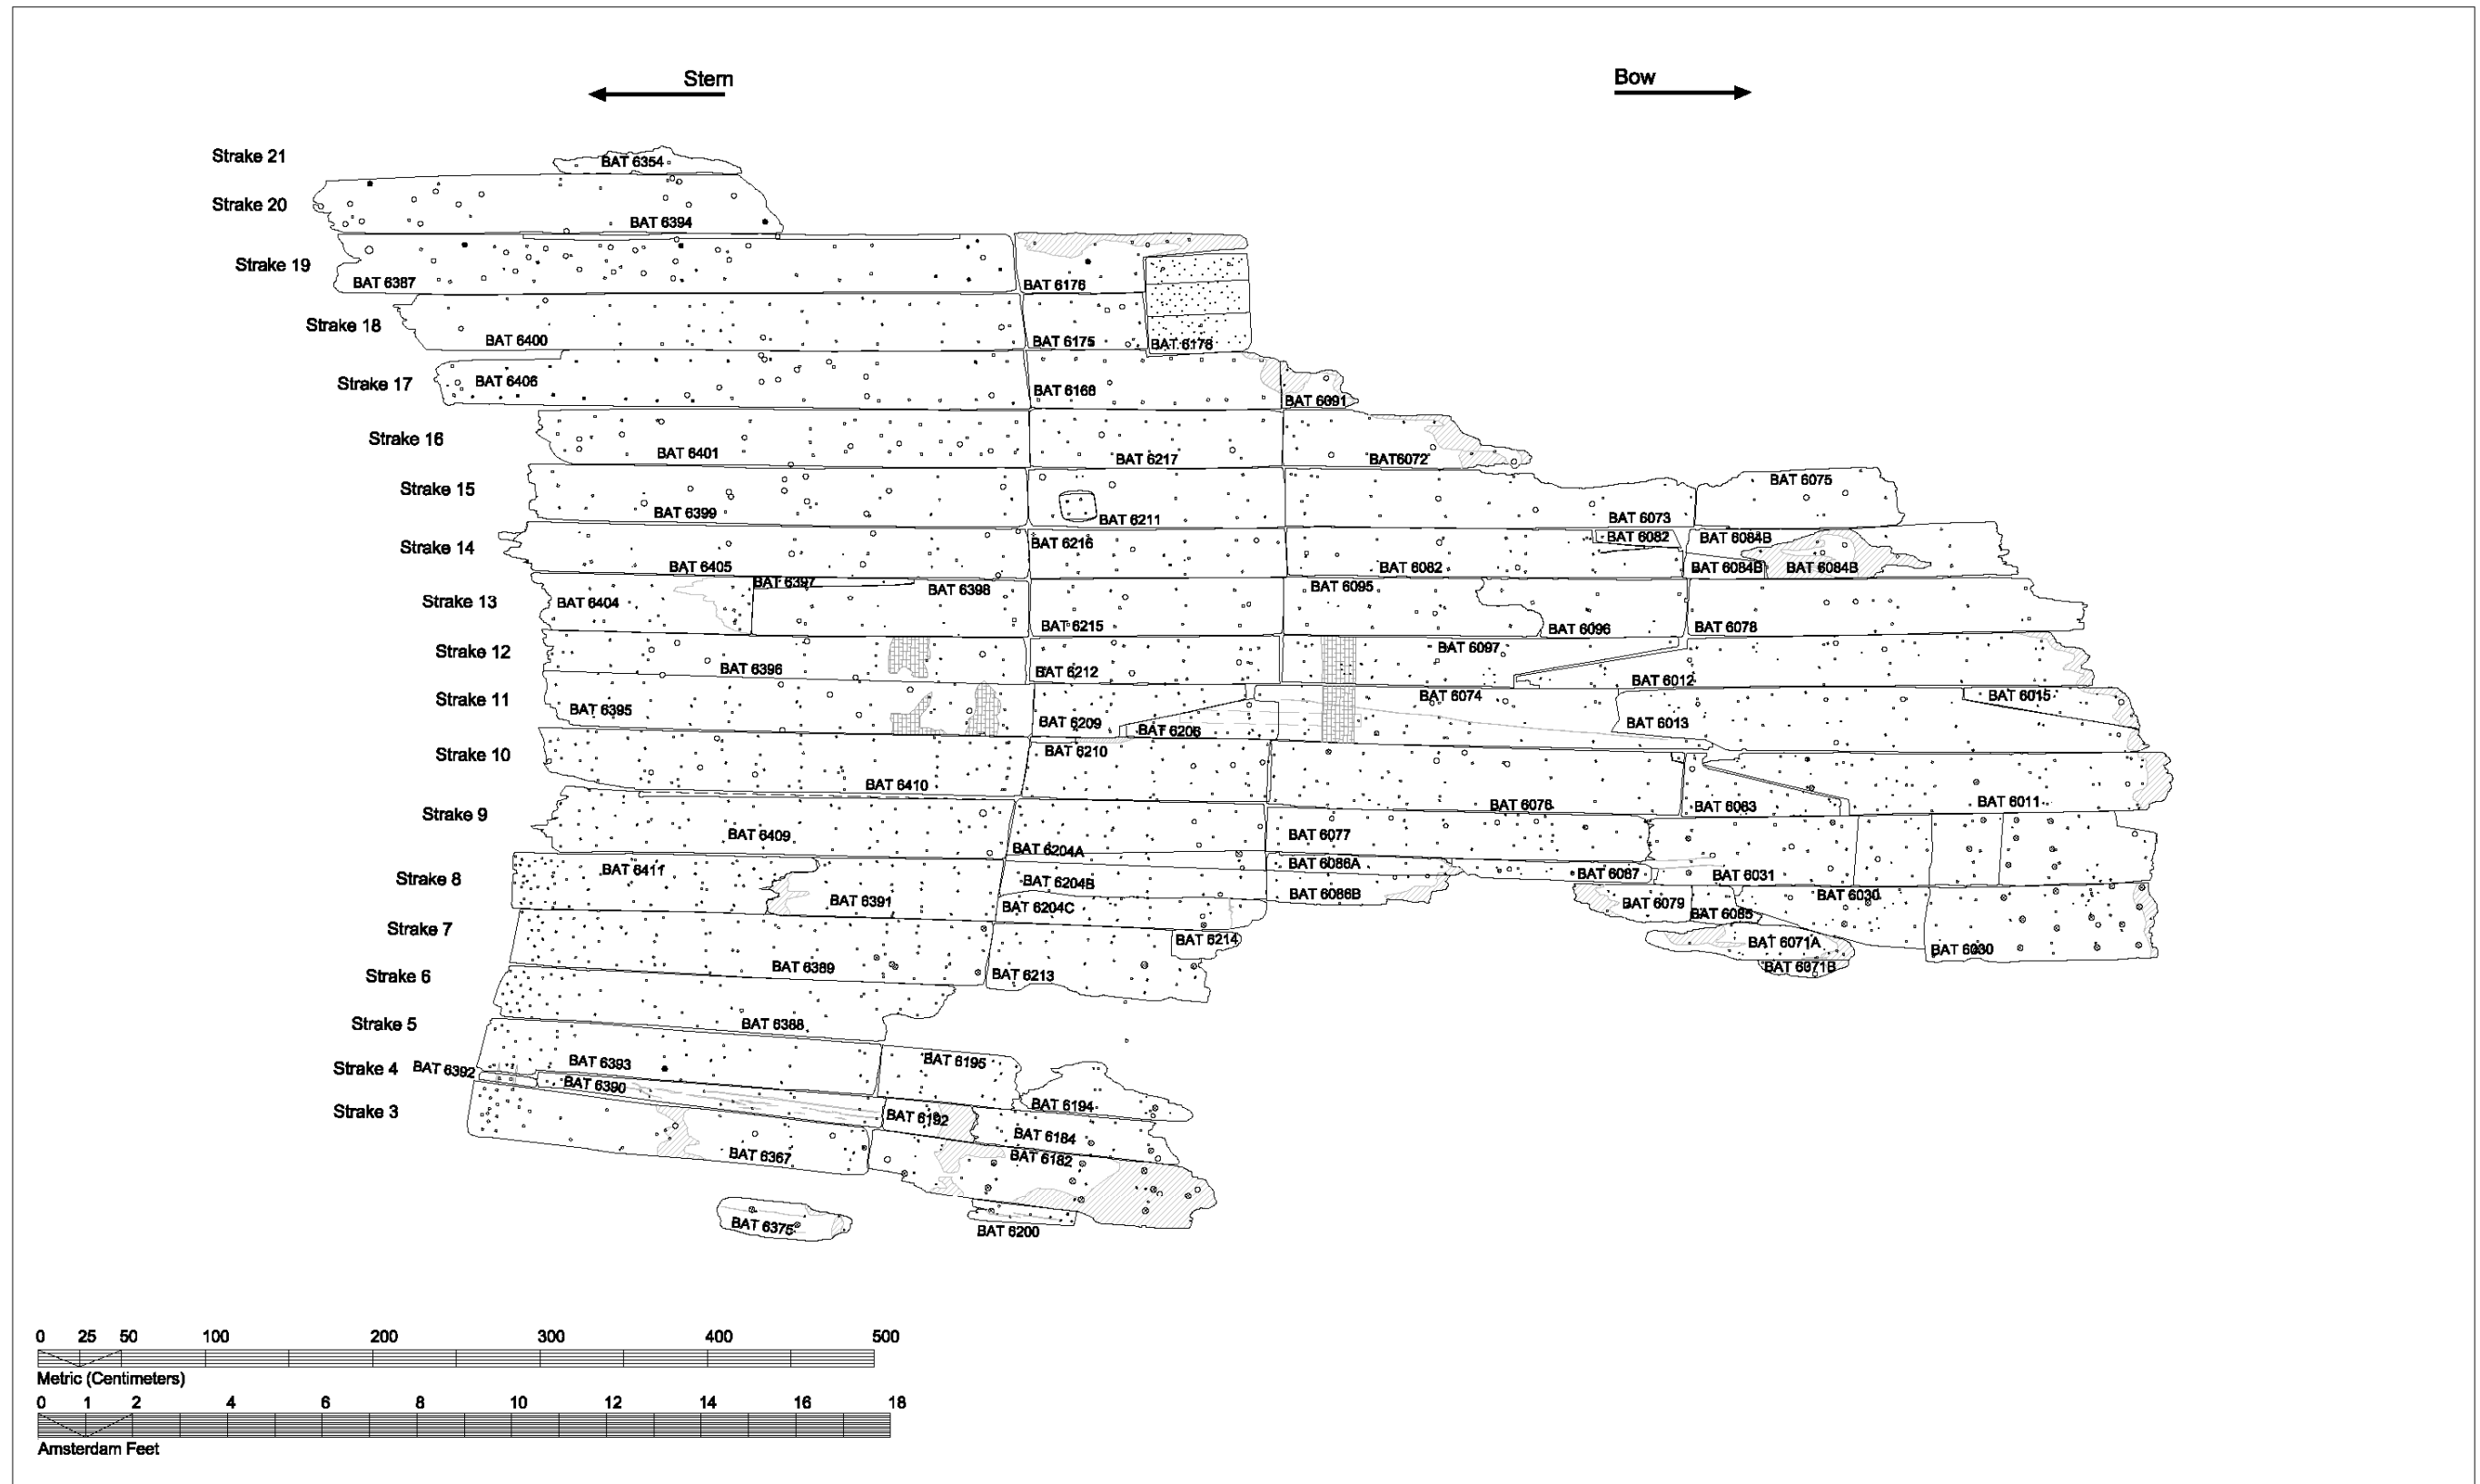 Stern
Bow
Strake 21
BAT 6354
Strake 20
BAT 6394
Strake 19
BAT 6387
BAT 6176
Strake 18
BAT 6400
BAT 6175
BAT 6178
Strake 17
BAT 6406
BAT 6168
BAT 6091
Strake 16
BAT 6401
BAT 6217
BAT6072
Strake 15
BAT 6399
BAT 6211
BAT 6073
BAT 6075
Strake 14
BAT 6405
BAT 6216
BAT 6082
BAT 6082
BAT 6084B
BAT 6084B
BAT 6084B
Strake 13
BAT 6404
BAT 6397
BAT 6398
BAT 6215
BAT 6095
BAT 6096
BAT 6078
Strake 12
BAT 6396
BAT 6212
BAT 6097
BAT 6012
Strake 11
BAT 6395
BAT 6209
BAT 6206
BAT 6074
BAT 6013
BAT 6015
Strake 10
BAT 6410
BAT 6210
BAT 6076
BAT 6083
BAT 6011
Strake 9
BAT 6409
BAT 6204A
BAT 6077
BAT 6031
Strake 8
BAT 6411
BAT 6391
BAT 6204B
BAT 6204C
BAT 6086A
BAT 6086B
BAT 6087
BAT 6079
BAT 6085
BAT 6030
BAT 6030
Strake 7
BAT 6389
BAT 6213
BAT 6214
BAT 6071A
BAT 6071B
Strake 6
BAT 6388
Strake 5
BAT 6393
BAT 6195
BAT 6194
Strake 4
BAT 6392
BAT 6390
BAT 6192
BAT 6184
Strake 3
BAT 6367
BAT 6182
BAT 6375
BAT 6200
0 25 50 100 200 300 400 500
Metric (Centimeters)
0 1 2 4 6 8 10 12 14 16 18
Amsterdam Feet